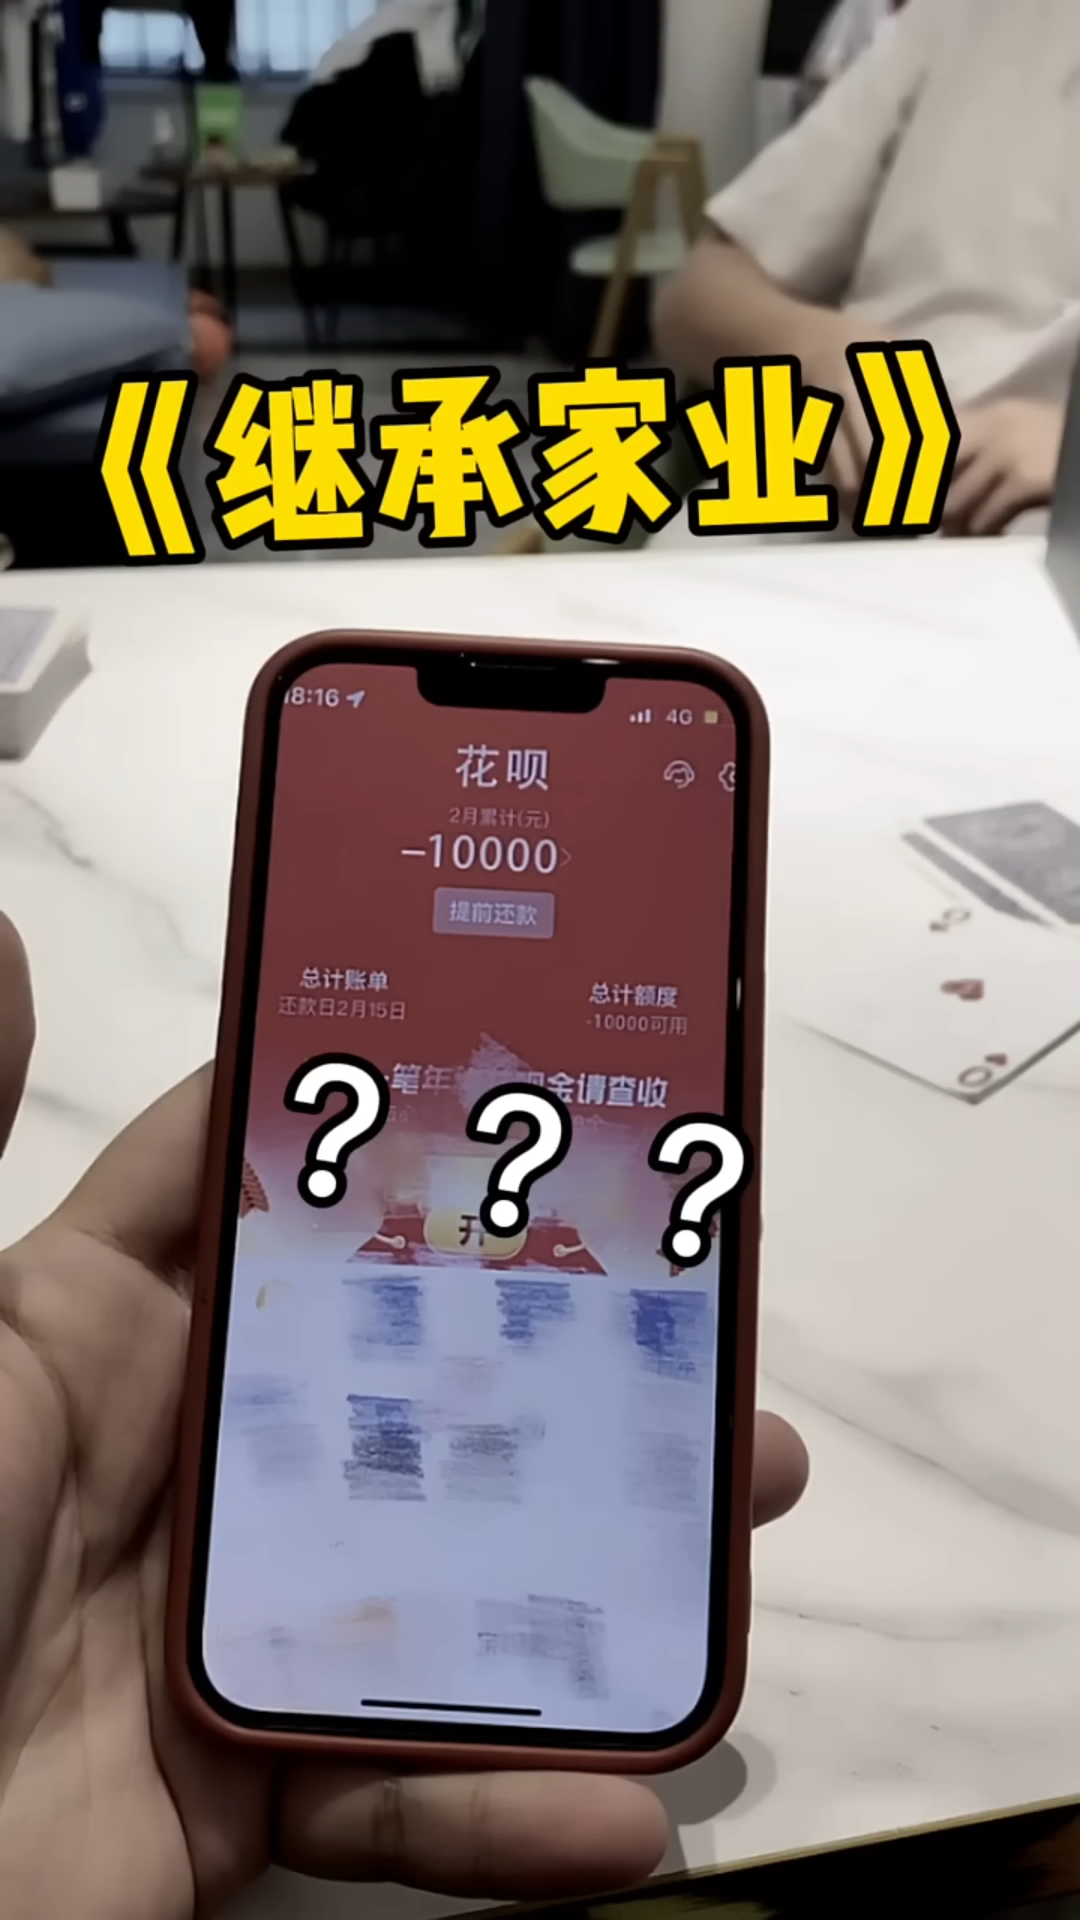 《继承家业》
18:16
4G
花呗
2月累计(元)
-10000>
提前还款
总计账单
还款日2月15日
总计额度
-10000可用
笔年
金请查收
? ? ?
开